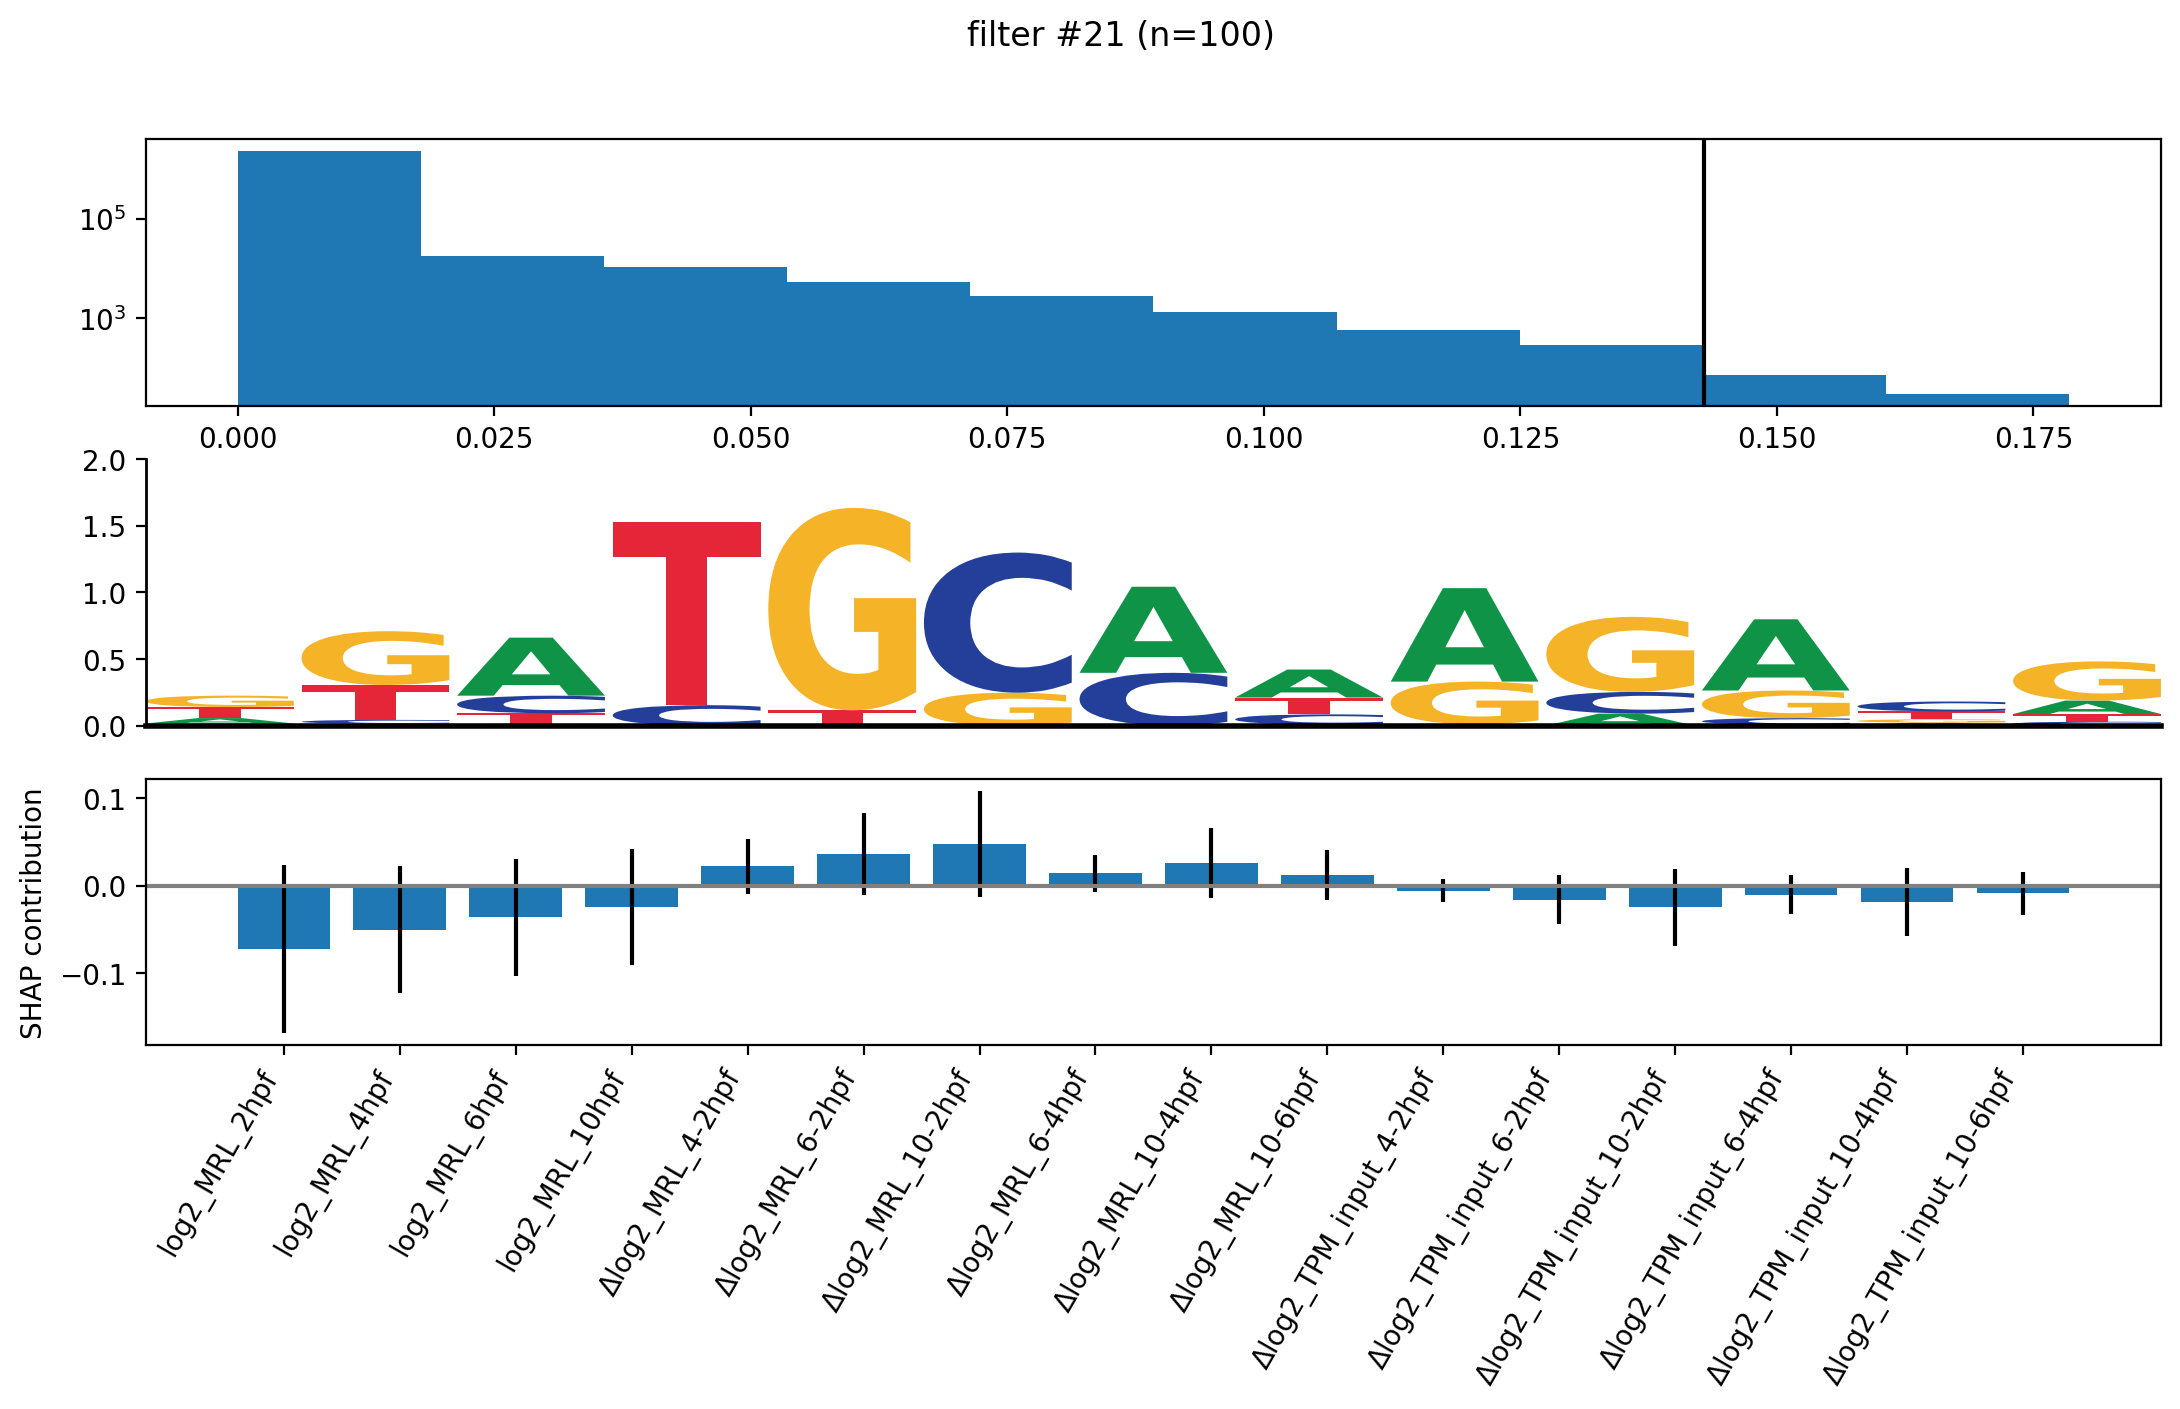 filter #21 (n=100)
10^5
10^3
0.000 0.025 0.050 0.075 0.100 0.125 0.150 0.175
2.0
1.5
1.0
0.5
0.0
G T A
G T C
A C T
T C
G T
C G
A C
A T C
A G
G C A
A G C
C T G
G A T C
SHAP contribution
0.1
0.0
−0.1
log2_MRL_2hpf
log2_MRL_4hpf
log2_MRL_6hpf
log2_MRL_10hpf
Δlog2_MRL_4-2hpf
Δlog2_MRL_6-2hpf
Δlog2_MRL_10-2hpf
Δlog2_MRL_6-4hpf
Δlog2_MRL_10-4hpf
Δlog2_MRL_10-6hpf
Δlog2_TPM_input_4-2hpf
Δlog2_TPM_input_6-2hpf
Δlog2_TPM_input_10-2hpf
Δlog2_TPM_input_6-4hpf
Δlog2_TPM_input_10-4hpf
Δlog2_TPM_input_10-6hpf